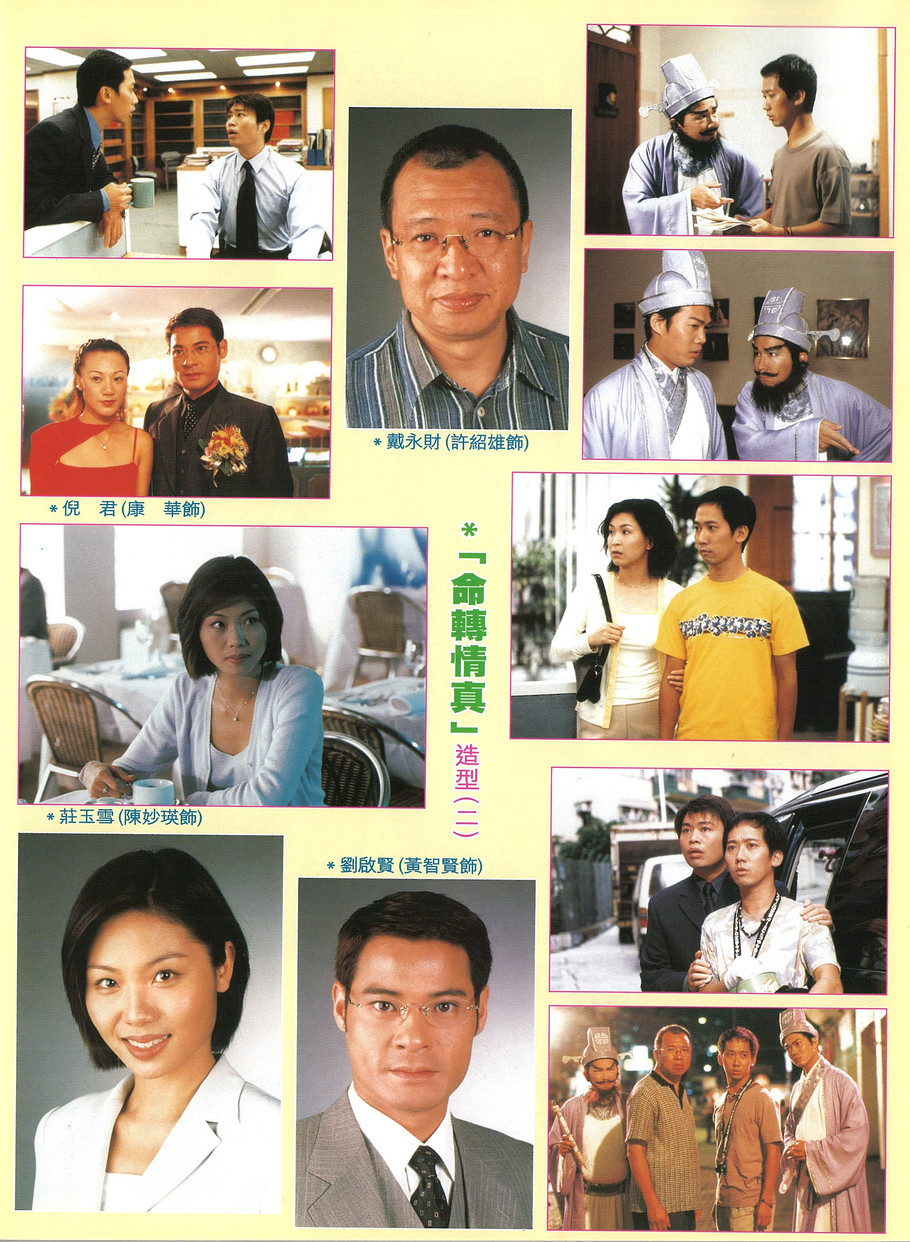 * 戴永財 (許紹雄飾)
* 倪　君 (康　華飾)
*「命轉情真」造型 (二)
* 莊玉雪 (陳妙瑛飾)
* 劉啟賢 (黃智賢飾)